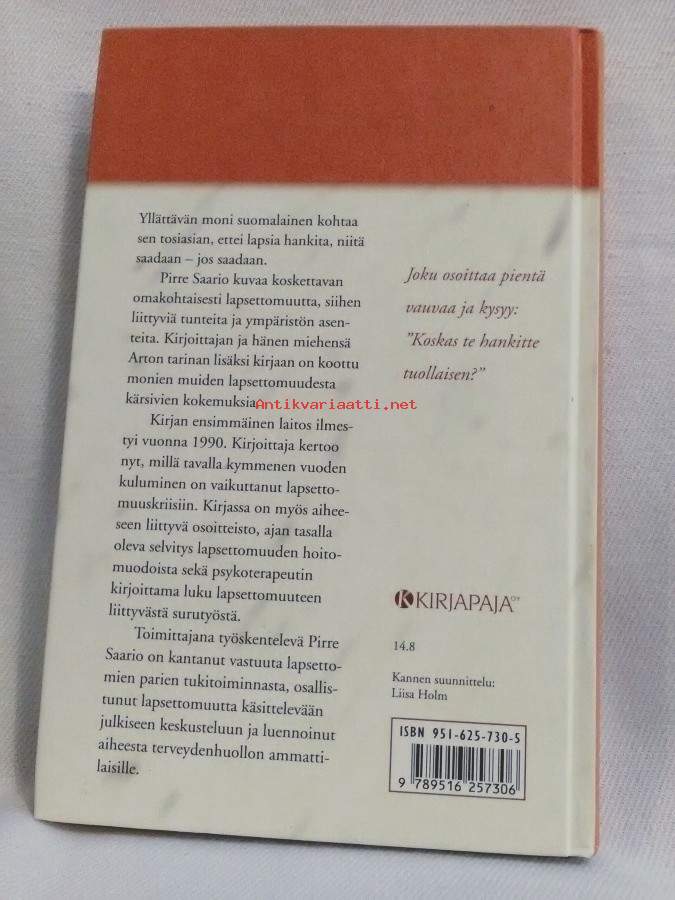 Yllättävän moni suomalainen kohtaa
sen tosiasian, ettei lapsia hankita, niitä
saadaan – jos saadaan.
Pirre Saario kuvaa koskettavan
omakohtaisesti lapsettomuutta, siihen
liittyviä tunteita ja ympäristön asen-
teita. Kirjoittajan ja hänen miehensä
Arton tarinan lisäksi kirjaan on koottu
monien muiden lapsettomuudesta
kärsivien kokemuksia
Kirjan ensimmäinen laitos ilmes-
tyi vuonna 1990. Kirjoittaja kertoo
nyt, millä tavalla kymmenen vuoden
kuluminen on vaikuttanut lapsetto-
muuskriisiin. Kirjassa on myös aihee-
seen liittyvä osoitteisto, ajan tasalla
oleva selvitys lapsettomuuden hoito-
muodoista sekä psykoterapeutin
kirjoittama luku lapsettomuuteen
liittyvästä surutyöstä.
Toimittajana työskentelevä Pirre
Saario on kantanut vastuuta lapsetto-
mien parien tukitoiminnasta, osallis-
tunut lapsettomuutta käsittelevään
julkiseen keskusteluun ja luennoinut
aiheesta terveydenhuollon ammatti-
laisille.
Joku osoittaa pientä
vauvaa ja kysyy:
”Koskas te hankitte
tuollaisen?”
Antikvariaatti.net
KIRJAPAJA OY
14.8
Kannen suunnittelu:
Liisa Holm
ISBN 951-625-730-5
9 789516 257306